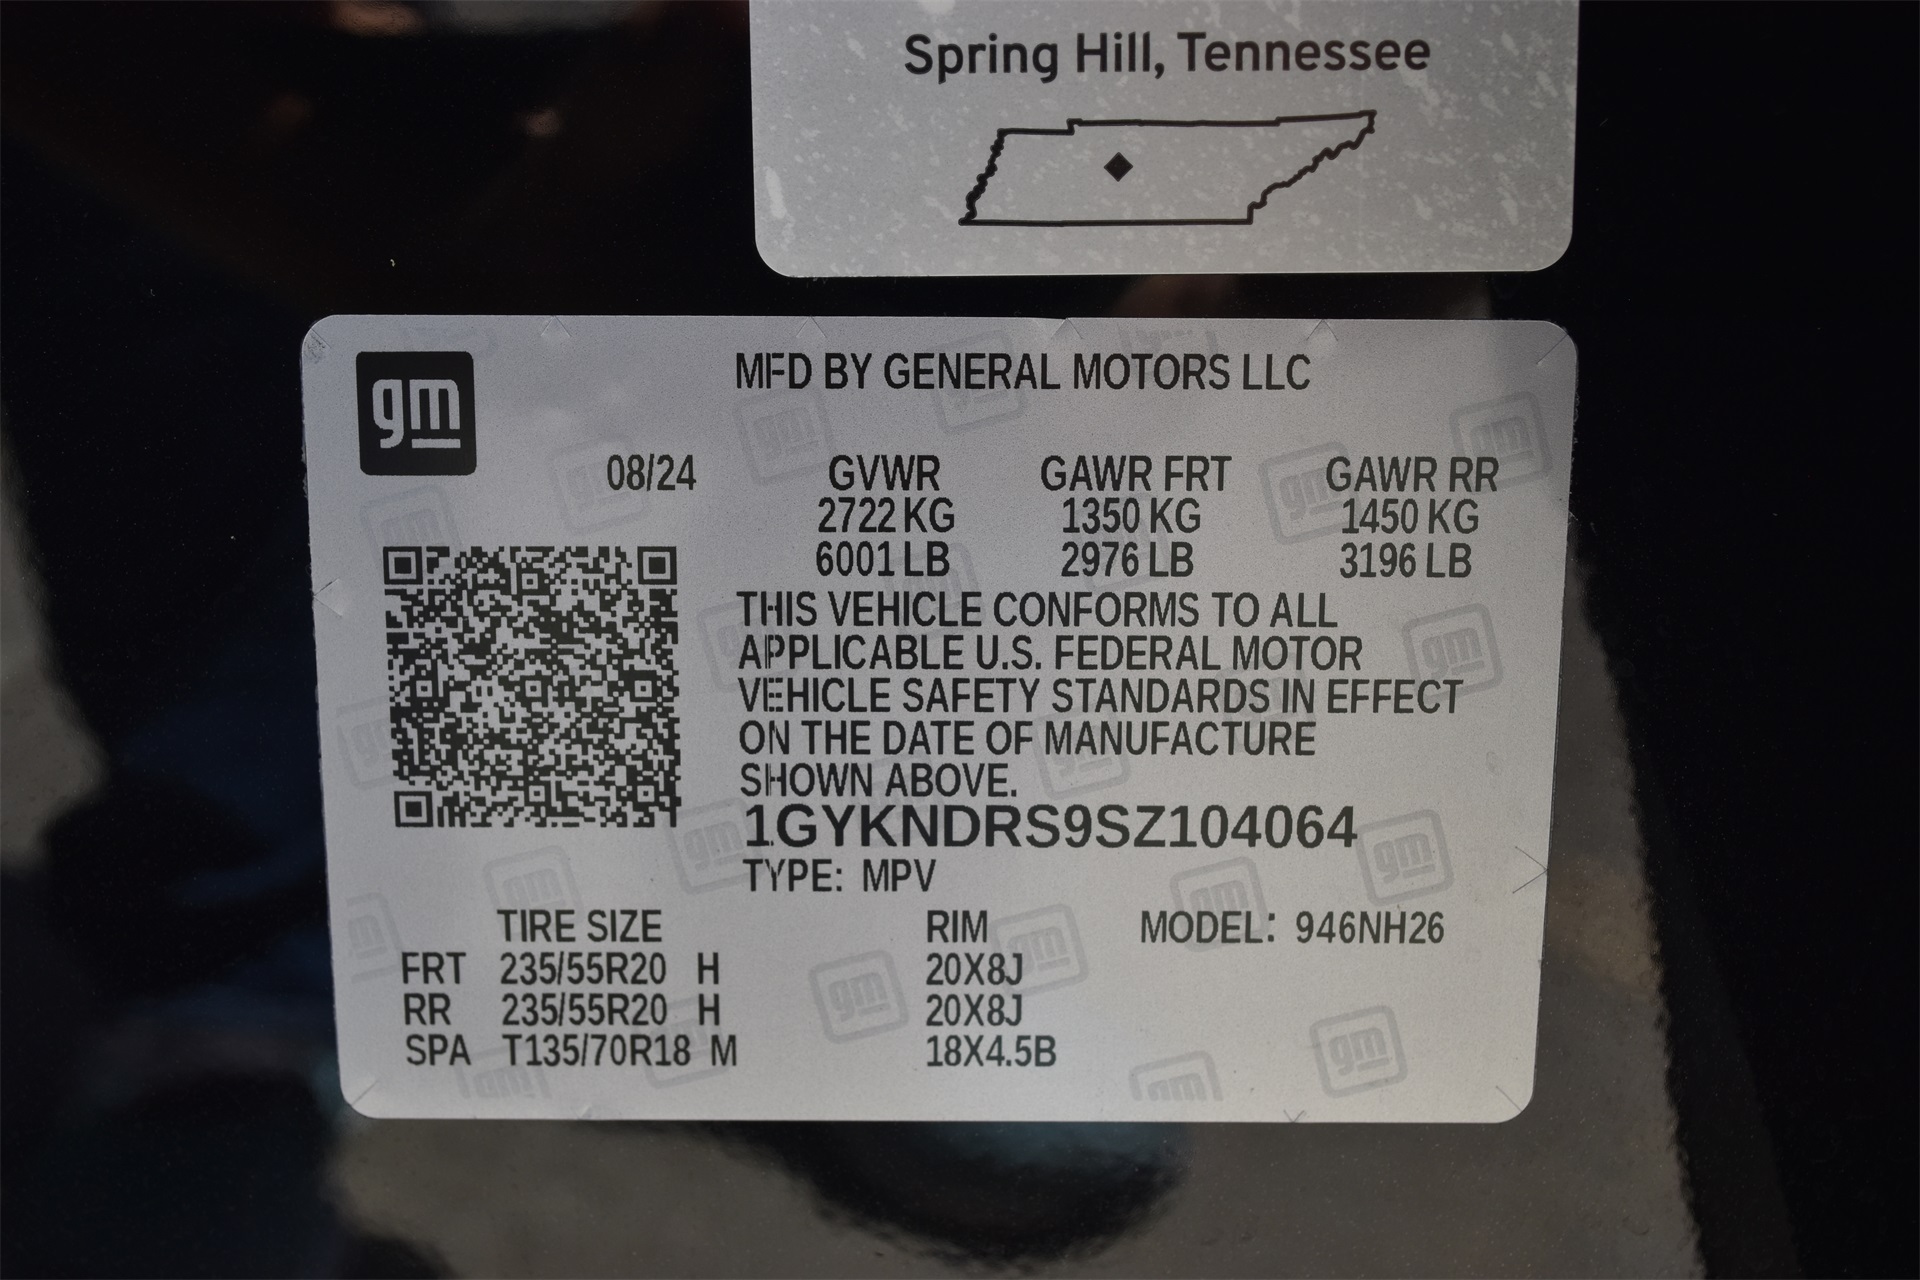 Spring Hill, Tennessee
gm
MFD BY GENERAL MOTORS LLC
08/24 GVWR GAWR FRT GAWR RR
2722 KG 1350 KG 1450 KG
6001 LB 2976 LB 3196 LB
THIS VEHICLE CONFORMS TO ALL
APPLICABLE U.S. FEDERAL MOTOR
VEHICLE SAFETY STANDARDS IN EFFECT
ON THE DATE OF MANUFACTURE
SHOWN ABOVE.
1GYKNDRS9SZ104064
TYPE: MPV
TIRE SIZE RIM MODEL: 946NH26
FRT 235/55R20 H 20X8J
RR 235/55R20 H 20X8J
SPA T135/70R18 M 18X4.5B